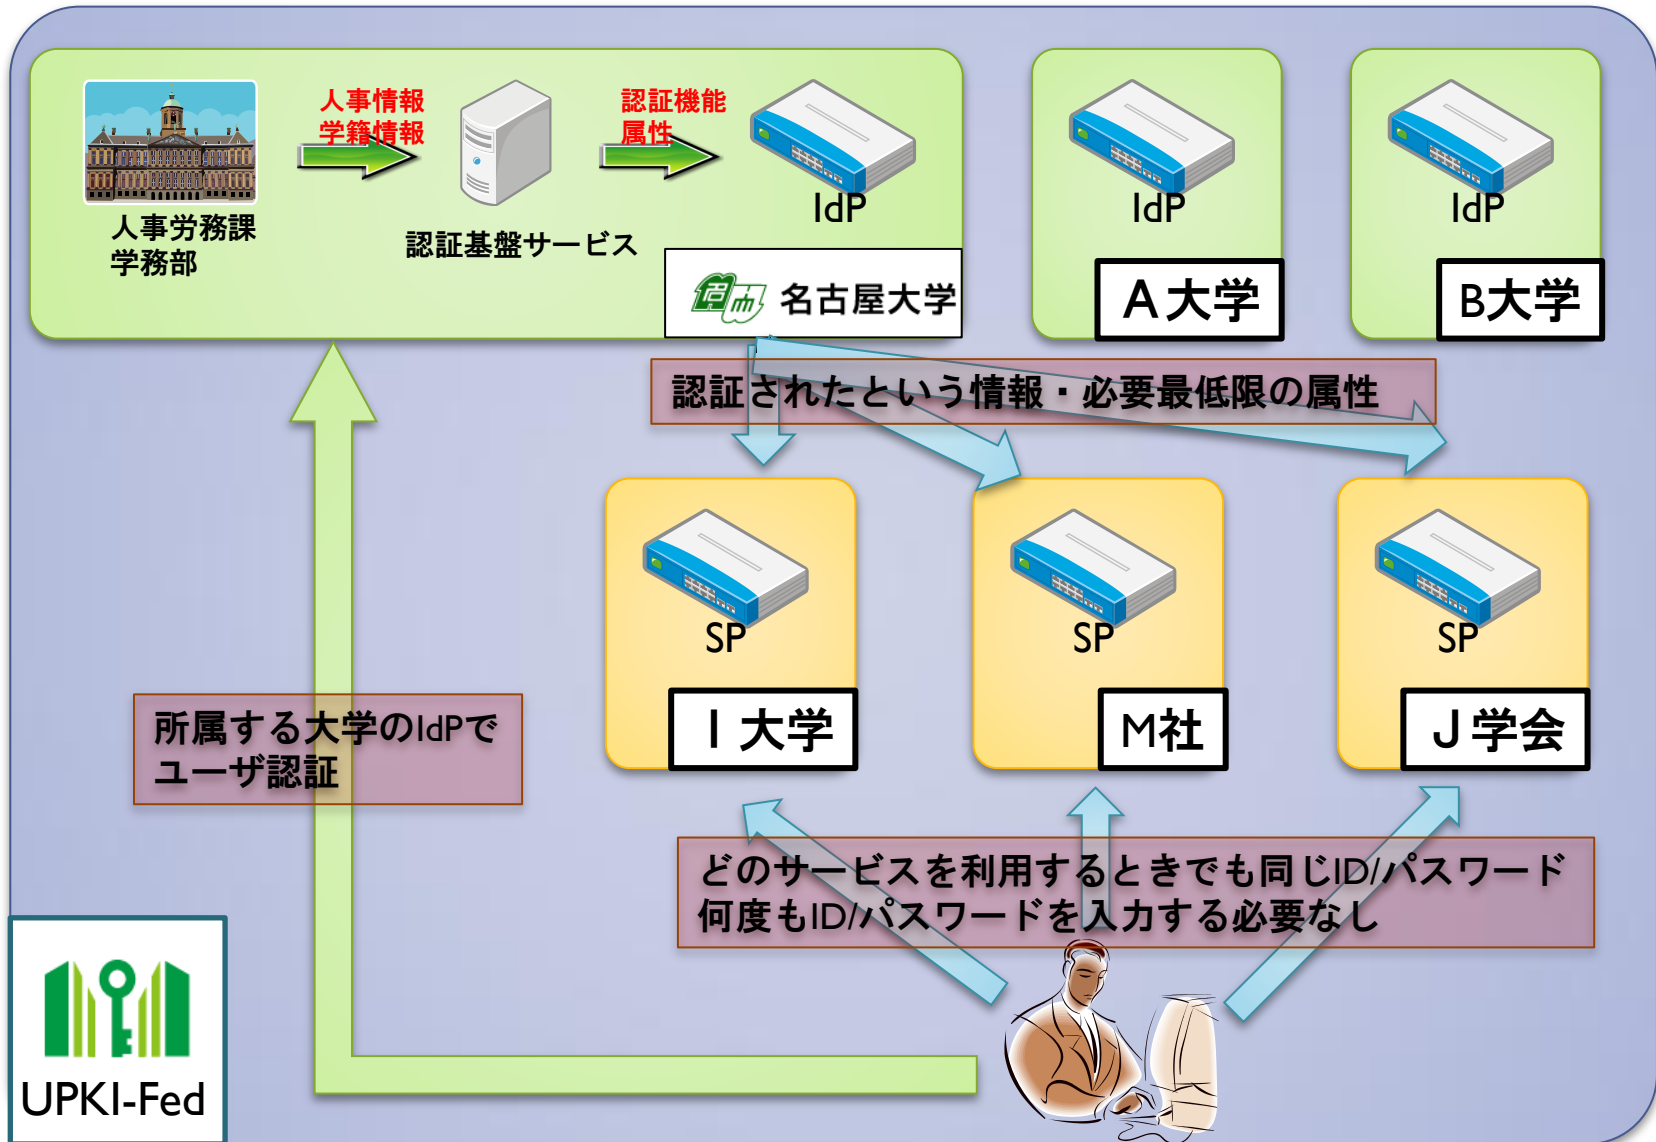 人事情報
学籍情報
認証機能
属性
人事労務課
学務部
認証基盤サービス
IdP
名古屋大学
IdP
A大学
IdP
B大学
認証されたという情報・必要最低限の属性
SP
I大学
SP
M社
SP
J学会
所属する大学のIdPで
ユーザ認証
どのサービスを利用するときでも同じID/パスワード
何度もID/パスワードを入力する必要なし
UPKI-Fed